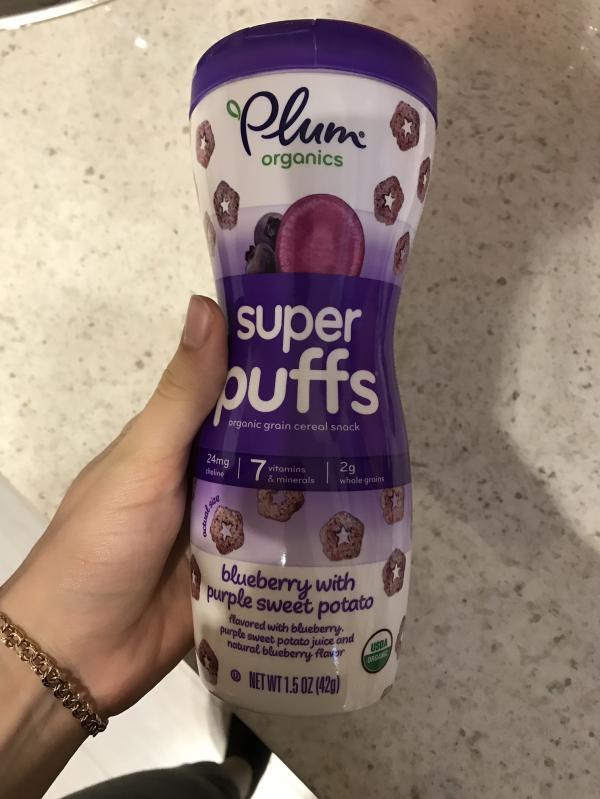 Plum
organics
super
puffs
organic grain cereal snack
24mg
choline
7 vitamins
& minerals
2g
whole grains
actual size
blueberry with
purple sweet potato
flavored with blueberry,
purple sweet potato juice and
natural blueberry flavor
USDA
ORGANIC
U
NET WT 1.5 OZ (42g)